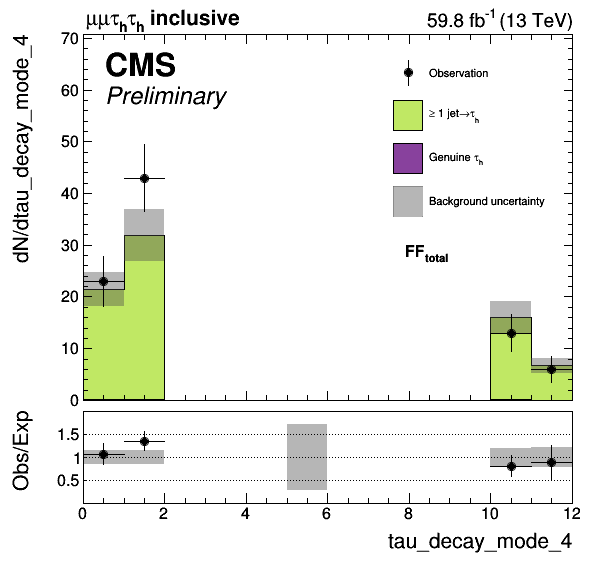 μμτhτh inclusive
59.8 fb-1 (13 TeV)
CMS
Preliminary
Observation
≥ 1 jet→τh
Genuine τh
Background uncertainty
FFtotal
dN/dtau_decay_mode_4
70
60
50
40
30
20
10
0
Obs/Exp
1.5
1
0.5
0 2 4 6 8 10 12
tau_decay_mode_4